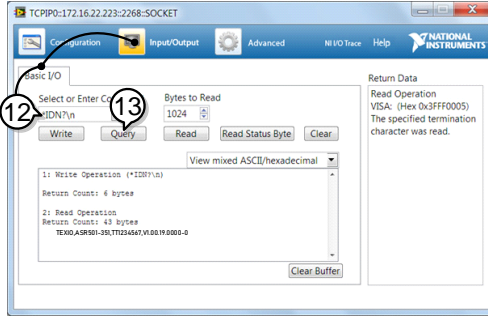 TCPIP0::172.16.22.223::2268::SOCKET
Configuration Input/Output Advanced NI I/O Trace Help NATIONAL INSTRUMENTS
Basic I/O
Return Data
Select or Enter Co
Bytes to Read
12
13
*IDN?\n
1024
Write Query Read Read Status Byte Clear
View mixed ASCII/hexadecimal
1: Write Operation (*IDN?\n)
Return Count: 6 bytes
2: Read Operation
Return Count: 43 bytes
TEXIO,ASR501-351,TT1234567,V1.00.19.0000-0
Clear Buffer
Read Operation
VISA: (Hex 0x3FFF0005)
The specified termination
character was read.